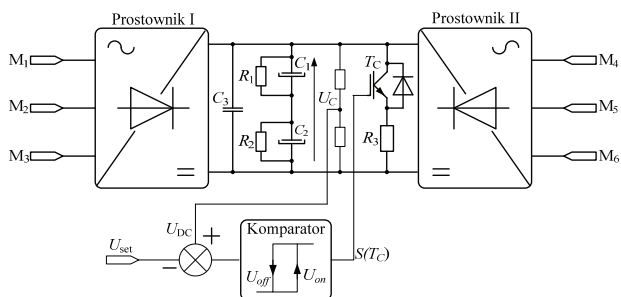 Prostownik I
Prostownik II
M1
M2
M3
C3
R1
R2
C1
C2
UC
TC
R3
M4
M5
M6
UDC
+
Uset
−
Komparator
Uoff
Uon
S(TC)